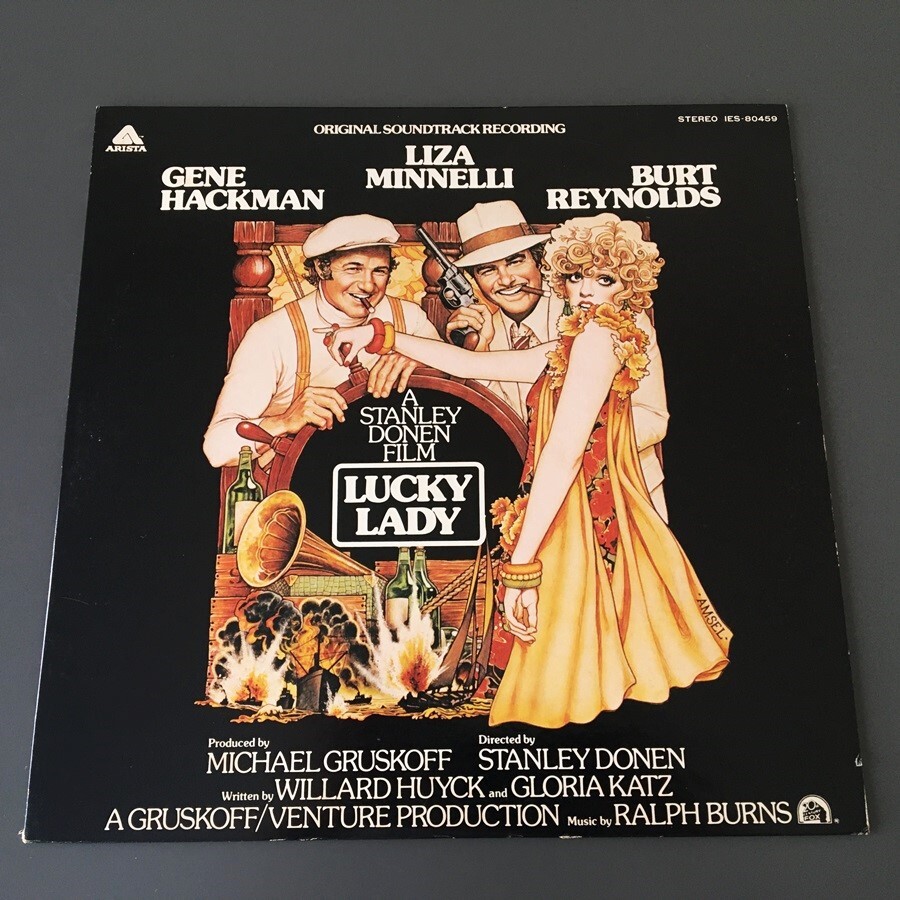 ARISTA
ORIGINAL SOUNDTRACK RECORDING
STEREO IES-80459
GENE
HACKMAN
LIZA
MINNELLI
BURT
REYNOLDS
A
STANLEY
DONEN
FILM
LUCKY
LADY
AMSEL
Produced by
MICHAEL GRUSKOFF
Directed by
STANLEY DONEN
Written by WILLARD HUYCK and GLORIA KATZ
A GRUSKOFF/VENTURE PRODUCTION Music by RALPH BURNS
FOX